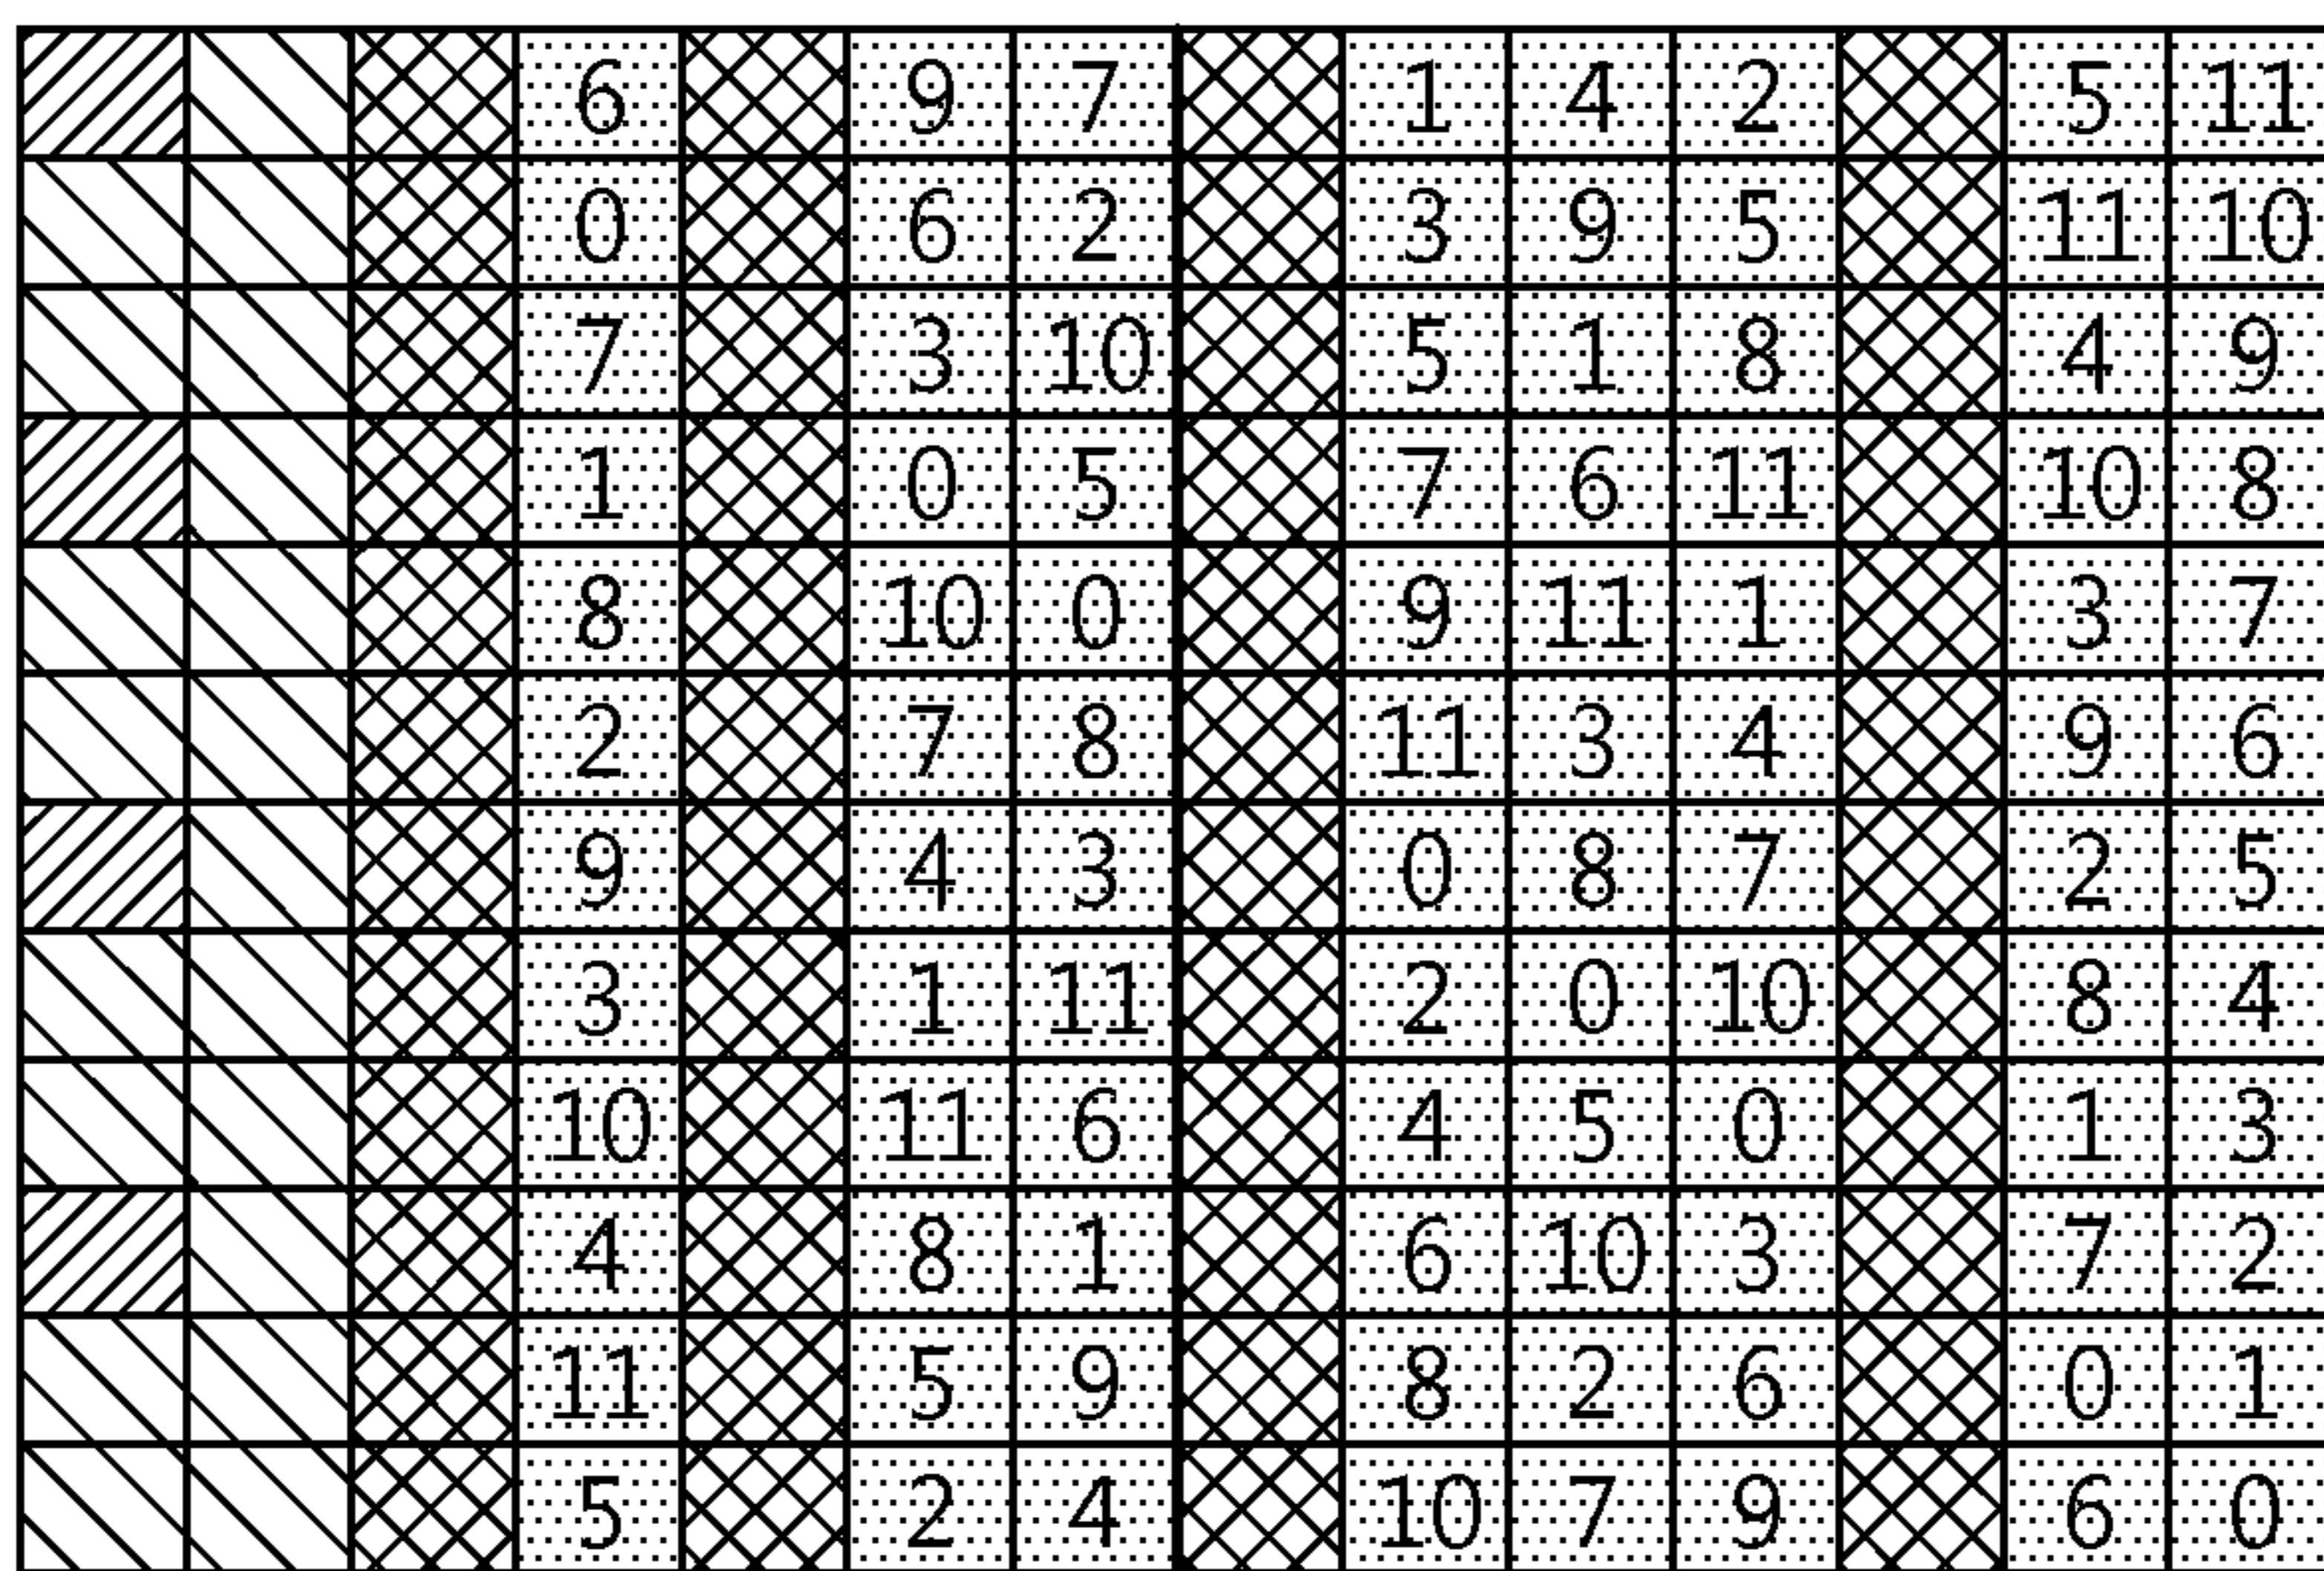 6 9 7 1 4 2 5 11
0 6 2 3 9 5 11 10
7 3 10 5 1 8 4 9
1 0 5 7 6 11 10 8
8 10 0 9 11 1 3 7
2 7 8 11 3 4 9 6
9 4 3 0 8 7 2 5
3 1 11 2 0 10 8 4
10 11 6 4 5 0 1 3
4 8 1 6 10 3 7 2
11 5 9 8 2 6 0 1
5 2 4 10 7 9 6 0